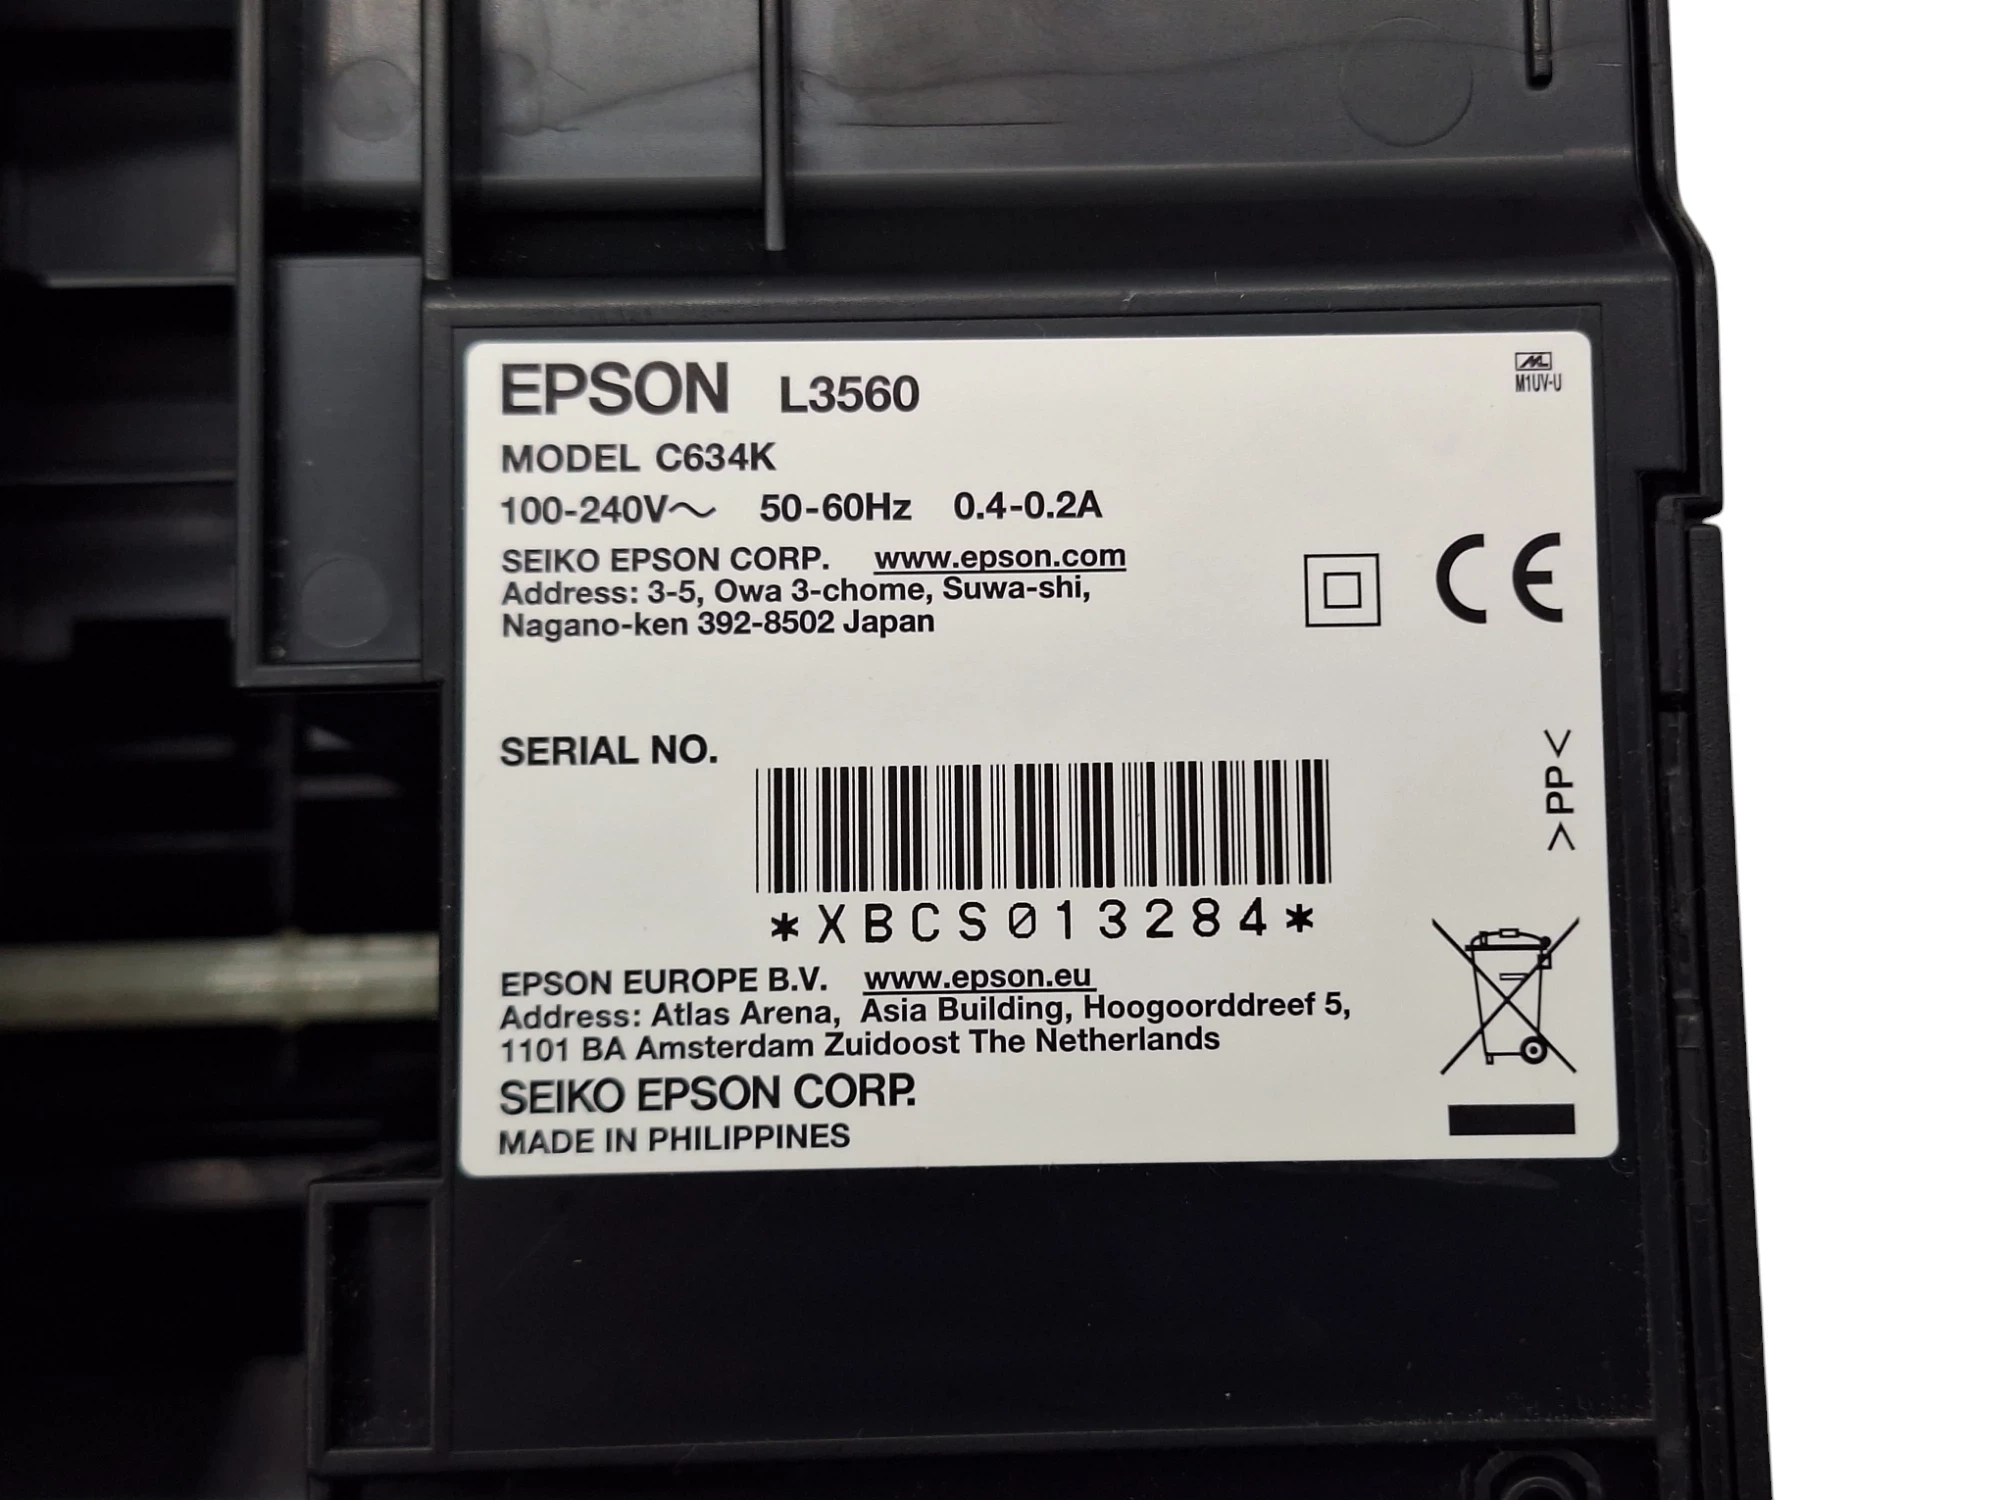 EPSON L3560
M1UV-U
MODEL C634K
100-240V~ 50-60Hz 0.4-0.2A
SEIKO EPSON CORP. www.epson.com
Address: 3-5, Owa 3-chome, Suwa-shi,
Nagano-ken 392-8502 Japan
CE
SERIAL NO.
>PP<
*XBCS013284*
EPSON EUROPE B.V. www.epson.eu
Address: Atlas Arena, Asia Building, Hoogoorddreef 5,
1101 BA Amsterdam Zuidoost The Netherlands
SEIKO EPSON CORP.
MADE IN PHILIPPINES